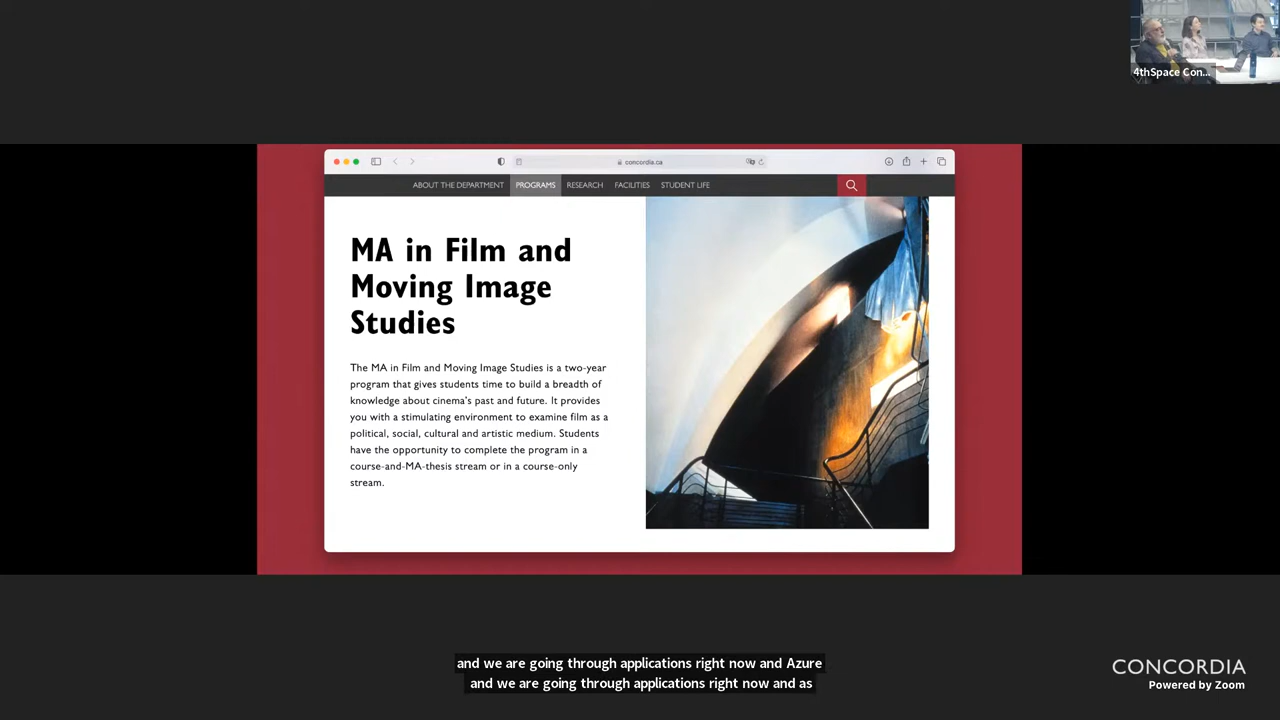 4thSpace Con...
concordia.ca
ABOUT THE DEPARTMENT PROGRAMS RESEARCH FACILITIES STUDENT LIFE
MA in Film and
Moving Image
Studies
The MA in Film and Moving Image Studies is a two-year
program that gives students time to build a breadth of
knowledge about cinema's past and future. It provides
you with a stimulating environment to examine film as a
political, social, cultural and artistic medium. Students
have the opportunity to complete the program in a
course-and-MA-thesis stream or in a course-only
stream.
and we are going through applications right now and Azure
and we are going through applications right now and as
CONCORDIA
Powered by Zoom